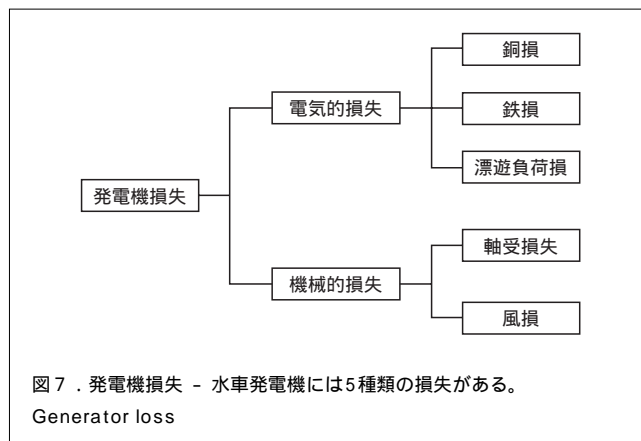 銅損
電気的損失
鉄損
漂遊負荷損
発電機損失
軸受損失
機械的損失
風損
図7．発電機損失 － 水車発電機には5種類の損失がある。
Generator loss